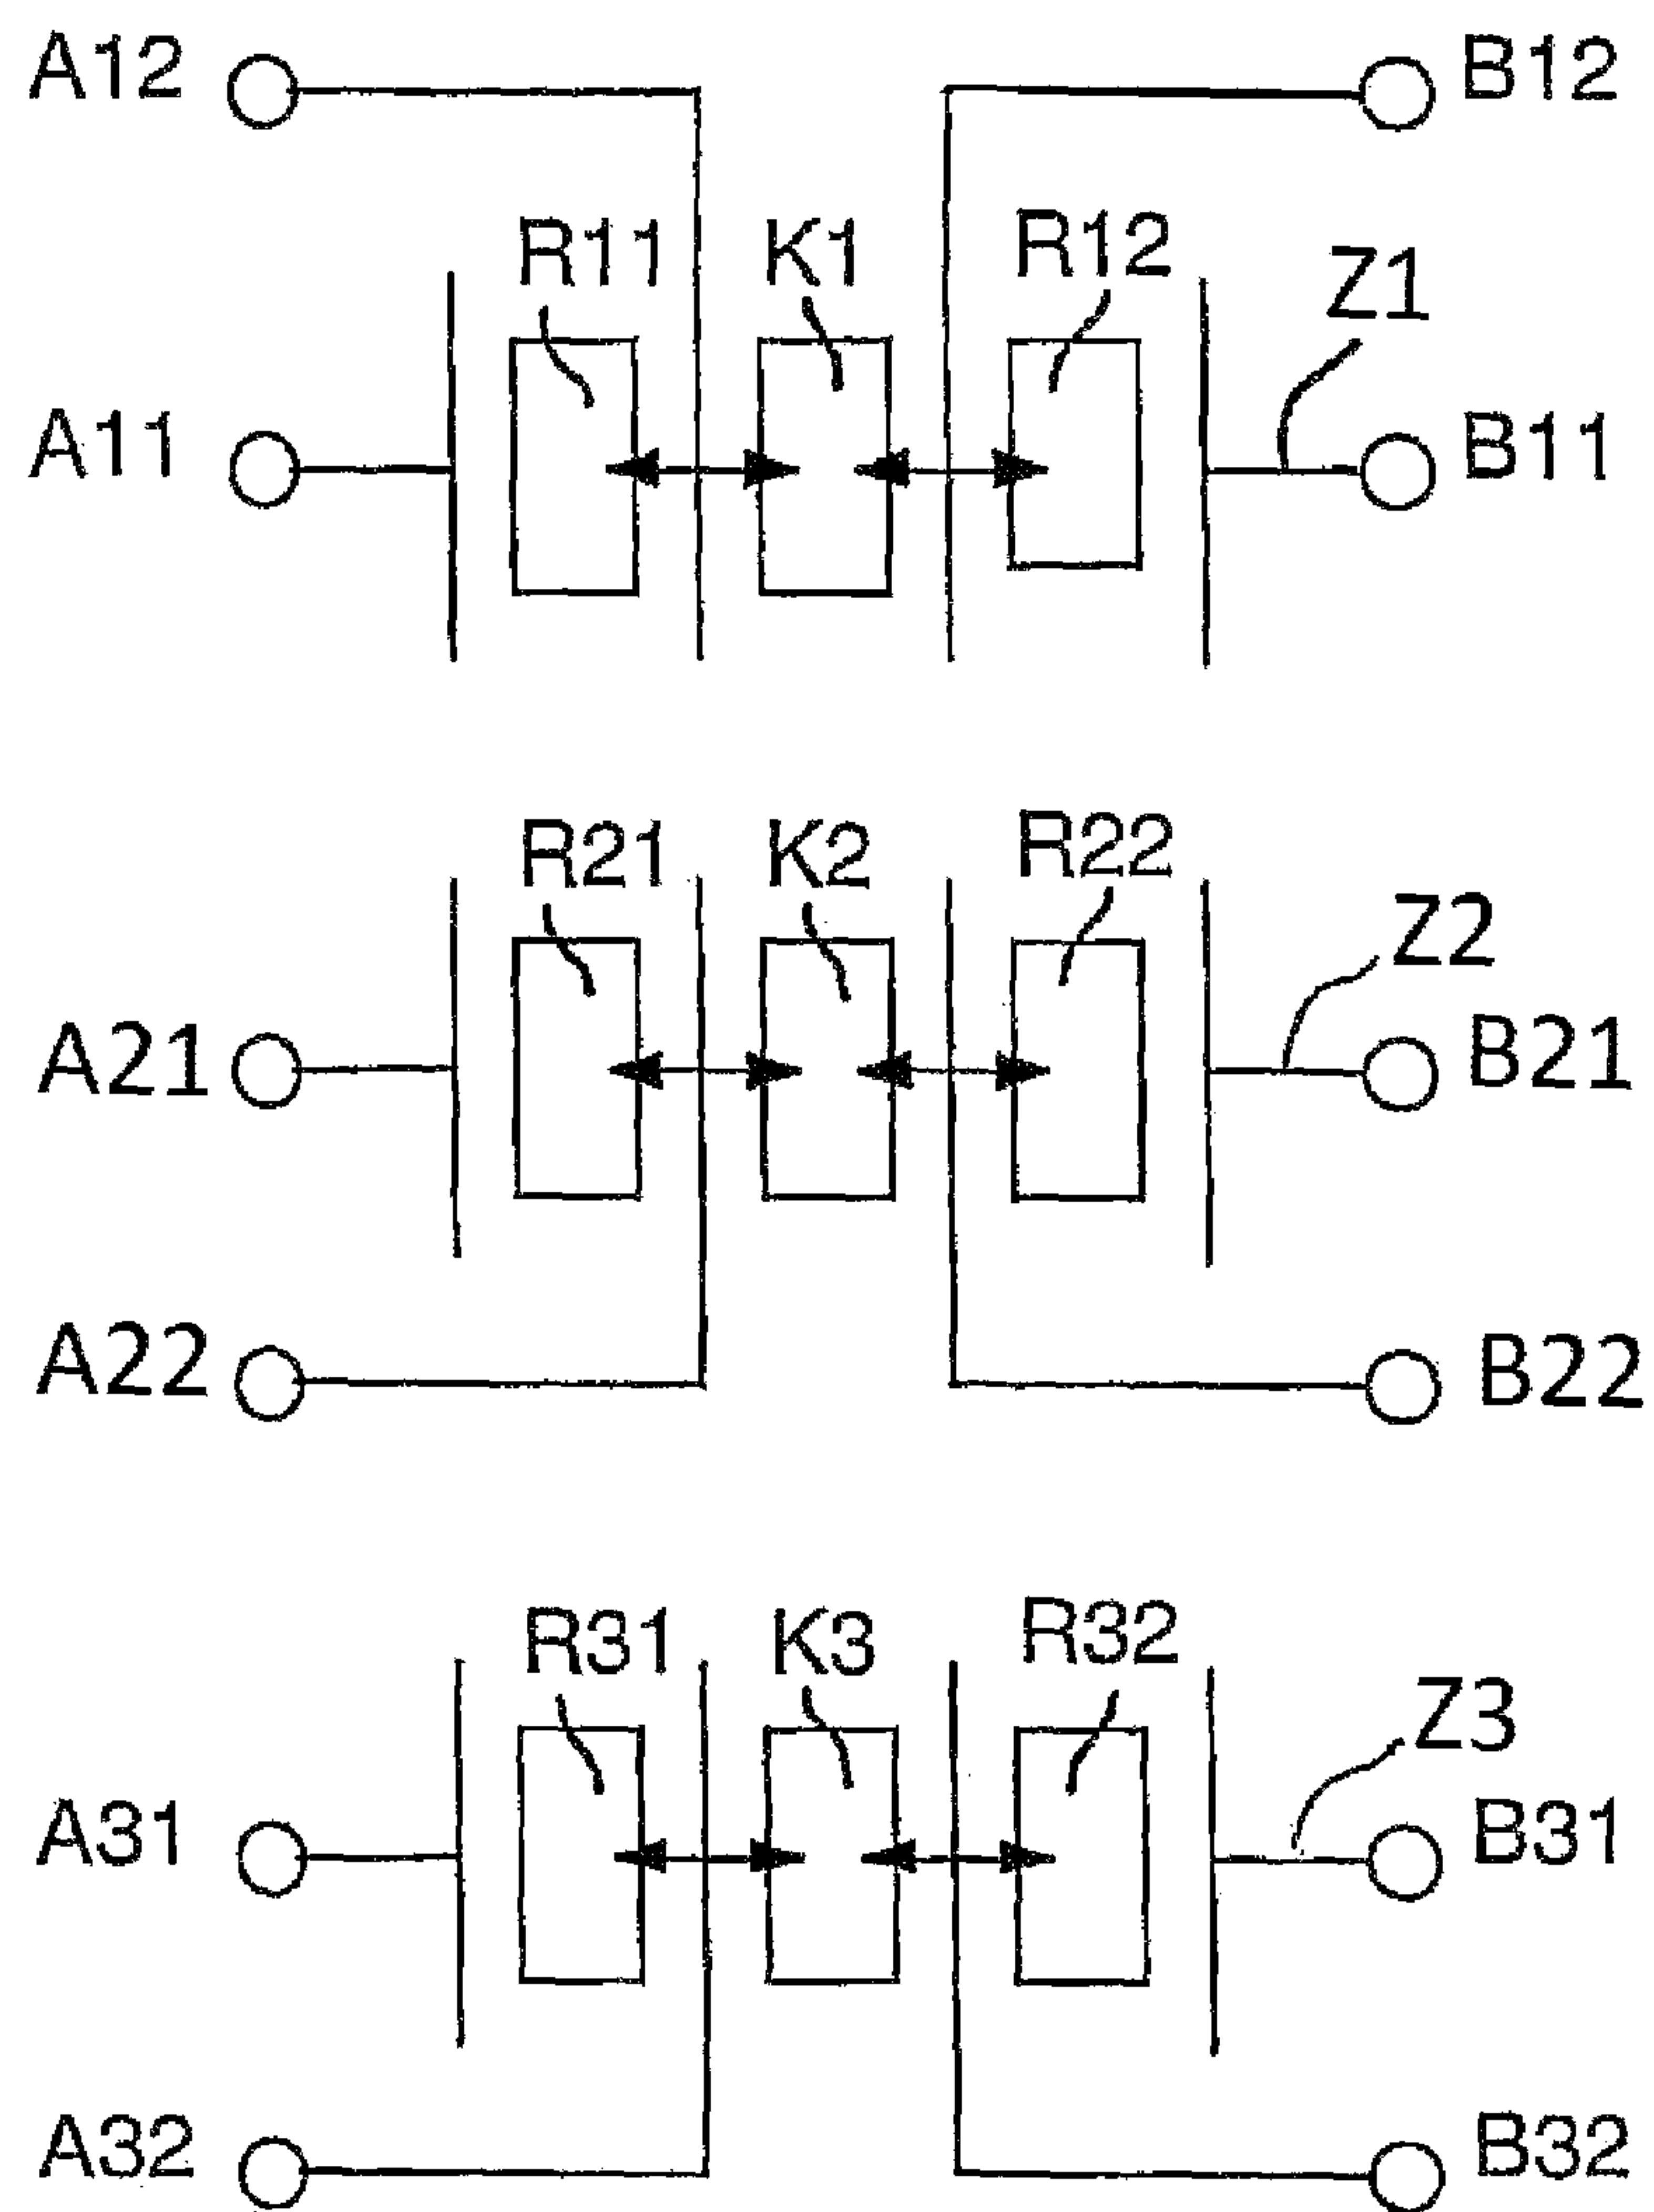 A12 B12
R11 K1 R12 Z1
A11 B11
R21 K2 R22
Z2
A21 B21
A22 B22
R31 K3 R32
Z3
A31 B31
A32 B32